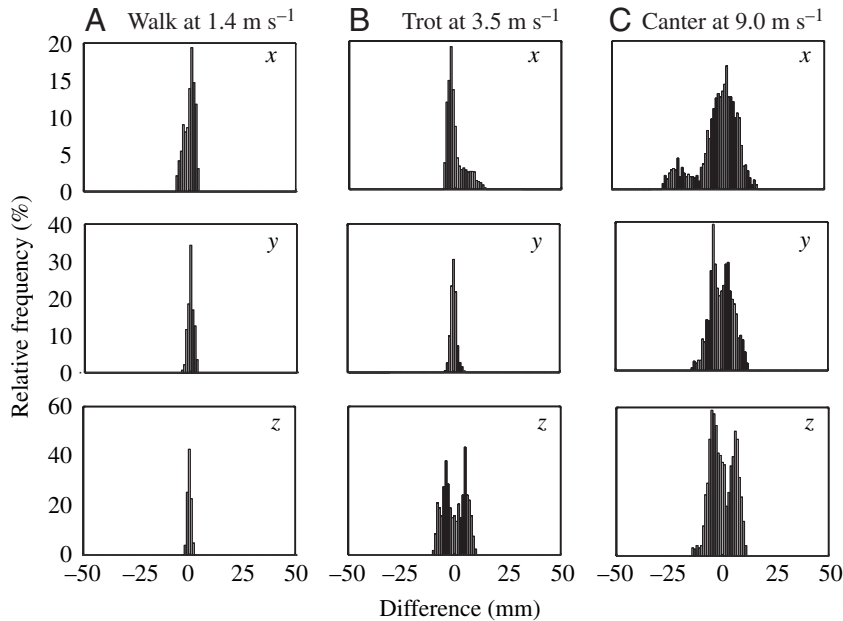 A Walk at 1.4 m s–1
B Trot at 3.5 m s–1
C Canter at 9.0 m s–1
20
15
10
5
0
x
x
x
40
30
20
10
0
y
y
y
60
40
20
0
z
z
z
–50 –25 0 25 50
–50 –25 0 25 50
–50 –25 0 25 50
Relative frequency (%)
Difference (mm)